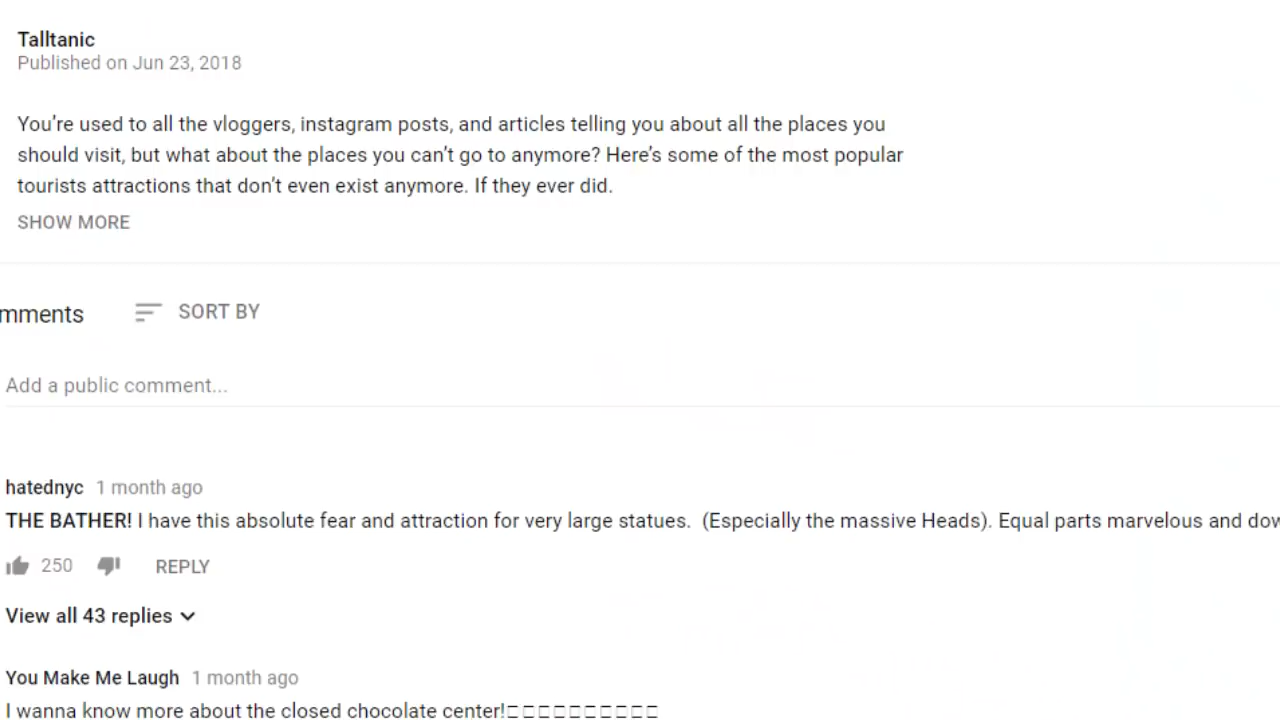 Talltanic
Published on Jun 23, 2018
You're used to all the vloggers, instagram posts, and articles telling you about all the places you
should visit, but what about the places you can't go to anymore? Here's some of the most popular
tourists attractions that don't even exist anymore. If they ever did.
SHOW MORE
mments SORT BY
Add a public comment...
hatednyc 1 month ago
THE BATHER! I have this absolute fear and attraction for very large statues. (Especially the massive Heads). Equal parts marvelous and dow
250 REPLY
View all 43 replies
You Make Me Laugh 1 month ago
I wanna know more about the closed chocolate center!